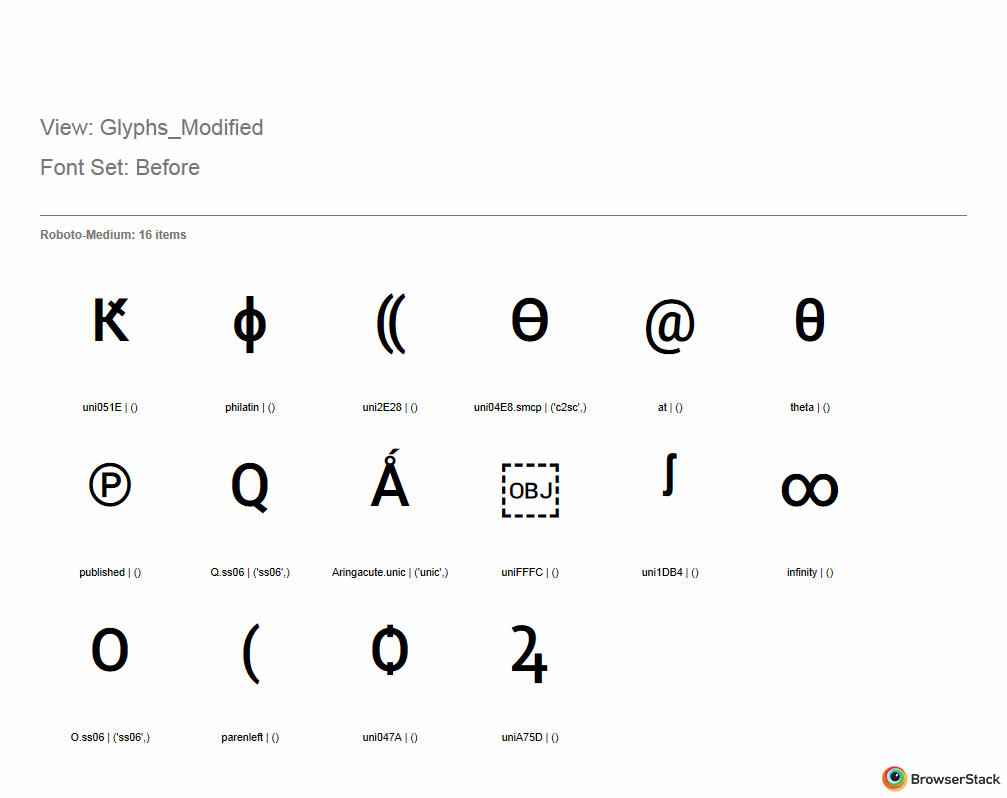 View: Glyphs_Modified
Font Set: Before
Roboto-Medium: 16 items
Ԟ ɸ ⸨ Ө @ θ
uni051E | () philatin | () uni2E28 | () uni04E8.smcp | ('c2sc',) at | () theta | ()
℗ Q Ǻ OBJ ᶴ ∞
published | () Q.ss06 | ('ss06',) Aringacute.unic | ('unic',) uniFFFC | () uni1DB4 | () infinity | ()
O ( Ѻ ꝝ
O.ss06 | ('ss06',) parenleft | () uni047A | () uniA75D | ()
BrowserStack